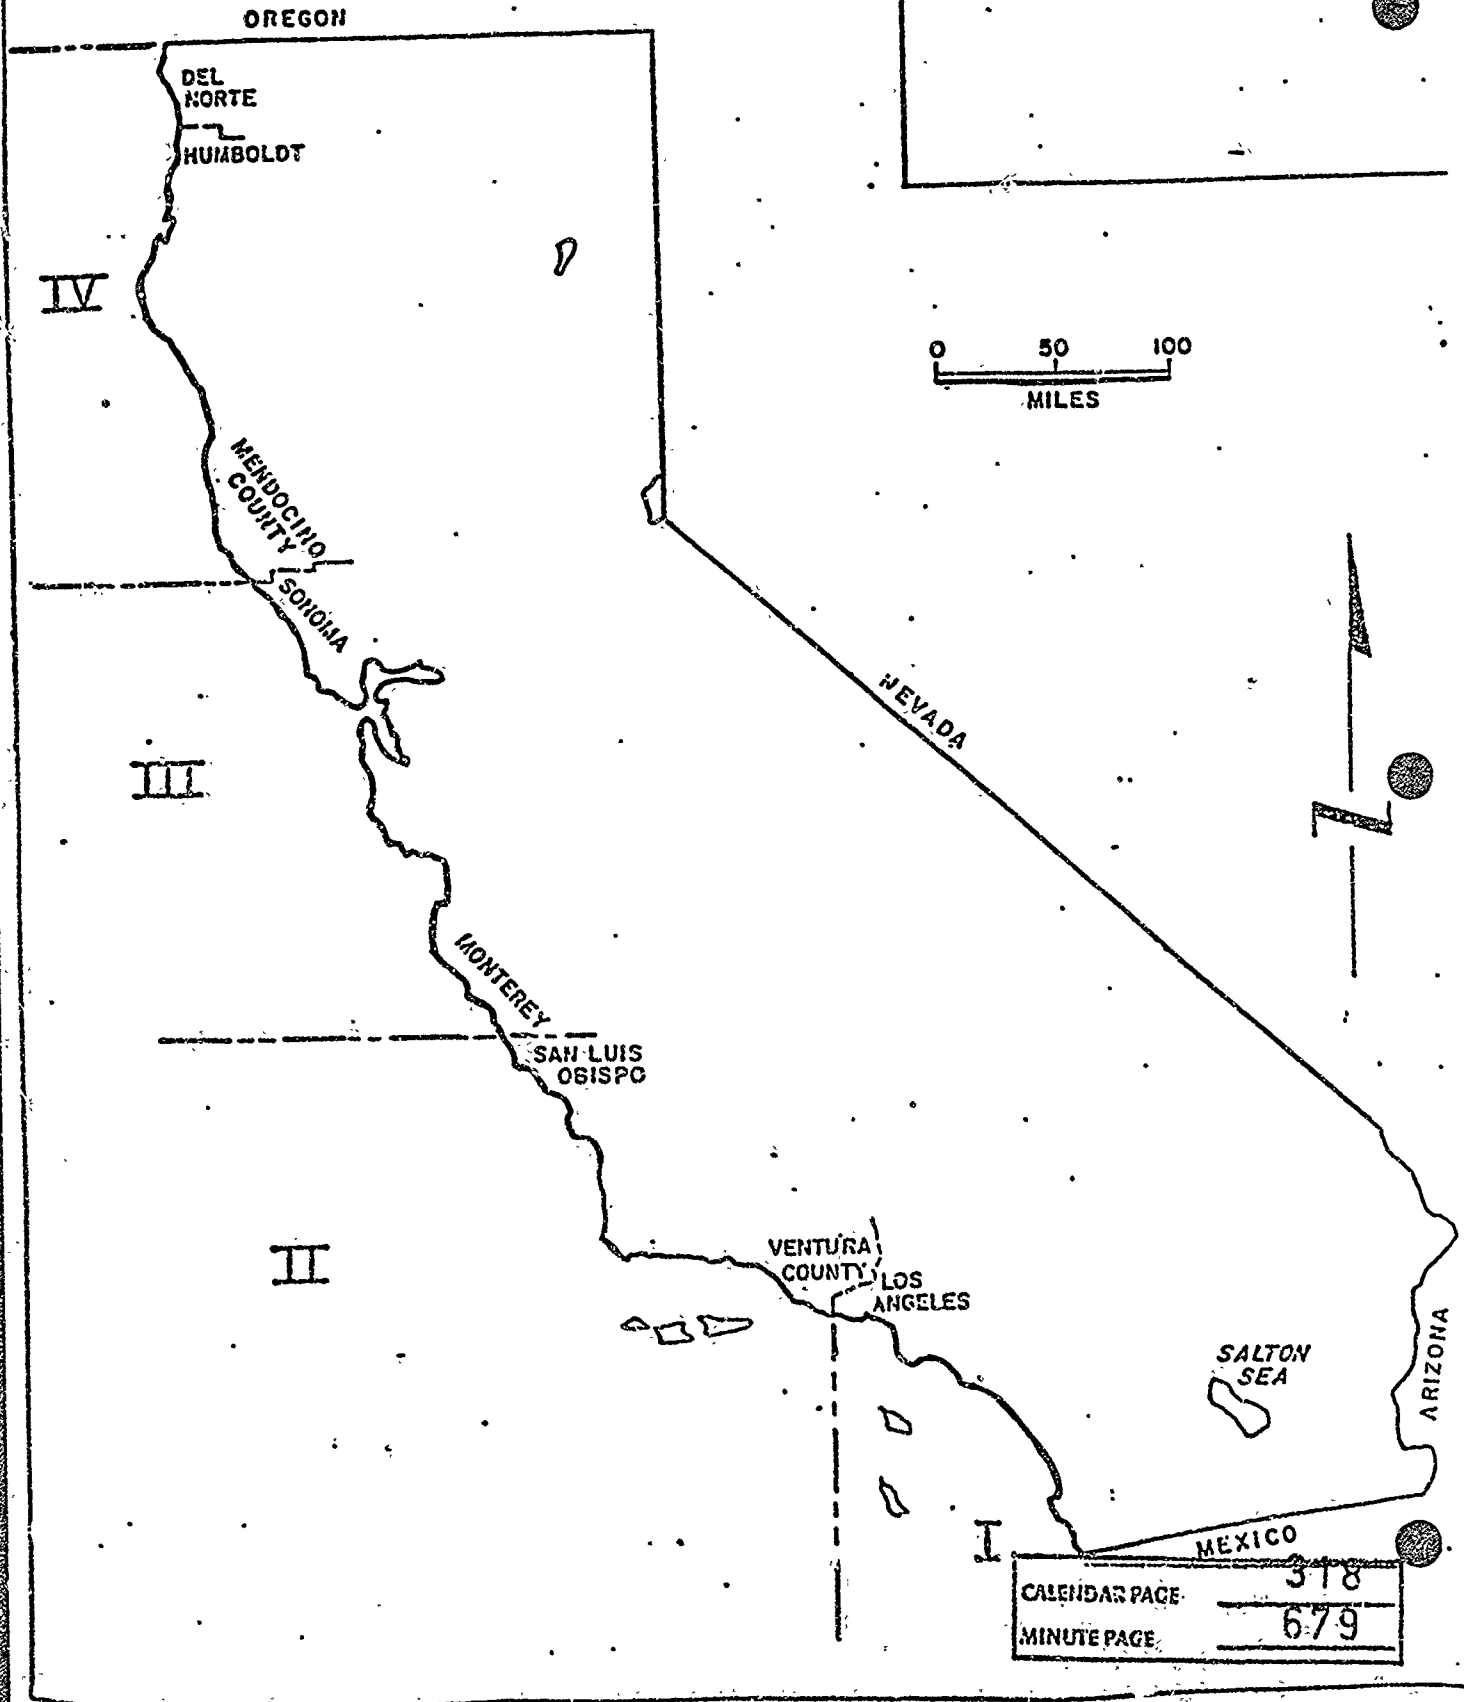 OREGON
DEL
NORTE
HUMBOLDT
IV
0 50 100
MILES
MENDOCINO
COUNTY
SONOMA
NEVADA
III
N
MONTEREY
SAN LUIS
OBISPO
II
VENTURA
COUNTY
LOS
ANGELES
SALTON
SEA
ARIZONA
I
MEXICO
CALENDAR PAGE 318
MINUTE PAGE 679